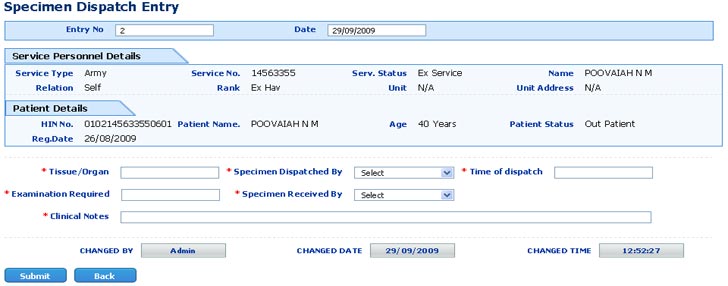 Specimen Dispatch Entry
Entry No 2 Date 29/09/2009
Service Personnel Details
Service Type Army Service No. 14563355 Serv. Status Ex Service Name POOVAIAH N M
Relation Self Rank Ex Hav Unit N/A Unit Address N/A
Patient Details
HIN No. 0102145633550601 Patient Name. POOVAIAH N M Age 40 Years Patient Status Out Patient
Reg.Date 26/08/2009
* Tissue/Organ * Specimen Dispatched By Select * Time of dispatch
* Examination Required * Specimen Received By Select
* Clinical Notes
CHANGED BY Admin CHANGED DATE 29/09/2009 CHANGED TIME 12:52:27
Submit Back